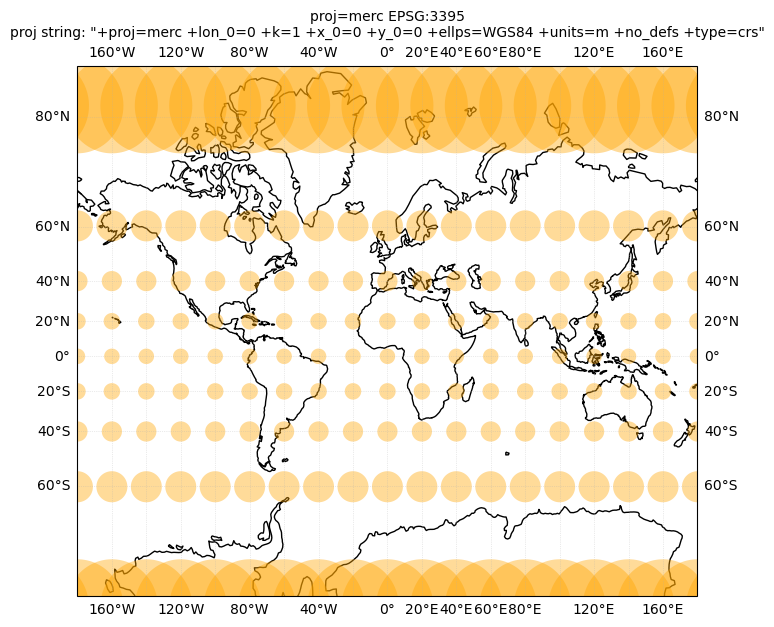 proj=merc EPSG:3395
proj string: "+proj=merc +lon_0=0 +k=1 +x_0=0 +y_0=0 +ellps=WGS84 +units=m +no_defs +type=crs"
160°W 120°W 80°W 40°W 0° 20°E 40°E 60°E 80°E 120°E 160°E
80°N 80°N
60°N 60°N
40°N 40°N
20°N 20°N
0° 0°
20°S 20°S
40°S 40°S
60°S 60°S
160°W 120°W 80°W 40°W 0° 20°E 40°E 60°E 80°E 120°E 160°E